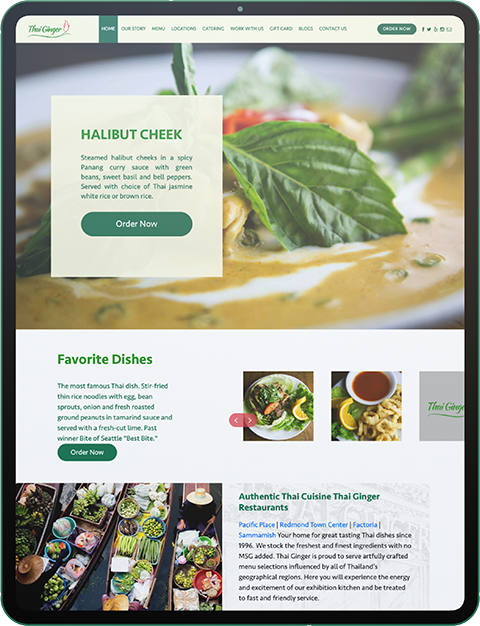 Thai Ginger
HOME OUR STORY MENU LOCATIONS CATERING WORK WITH US GIFT CARD BLOGS CONTACT US ORDER NOW
HALIBUT CHEEK
Steamed halibut cheeks in a spicy
Panang curry sauce with green
beans, sweet basil and bell peppers.
Served with choice of Thai jasmine
white rice or brown rice.
Order Now
Favorite Dishes
The most famous Thai dish. Stir-fried
thin rice noodles with egg, bean
sprouts, onion and fresh roasted
ground peanuts in tamarind sauce and
served with a fresh-cut lime. Past
winner Bite of Seattle "Best Bite."
Order Now
Thai Ginger
Authentic Thai Cuisine Thai Ginger
Restaurants
Pacific Place | Redmond Town Center | Factoria |
Sammamish Your home for great tasting Thai dishes since
1996. We stock the freshest and finest ingredients with no
MSG added. Thai Ginger is proud to serve artfully crafted
menu selections influenced by all of Thailand's
geographical regions. Here you will experience the energy
and excitement of our exhibition kitchen and be treated
to fast and friendly service.